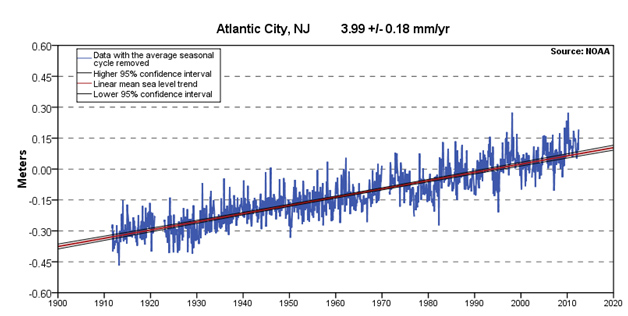 Atlantic City, NJ 3.99 +/- 0.18 mm/yr
Source: NOAA
Data with the average seasonal
cycle removed
Higher 95% confidence interval
Linear mean sea level trend
Lower 95% confidence interval
Meters
0.60
0.45
0.30
0.15
0.00
-0.15
-0.30
-0.45
-0.60
1900 1910 1920 1930 1940 1950 1960 1970 1980 1990 2000 2010 2020